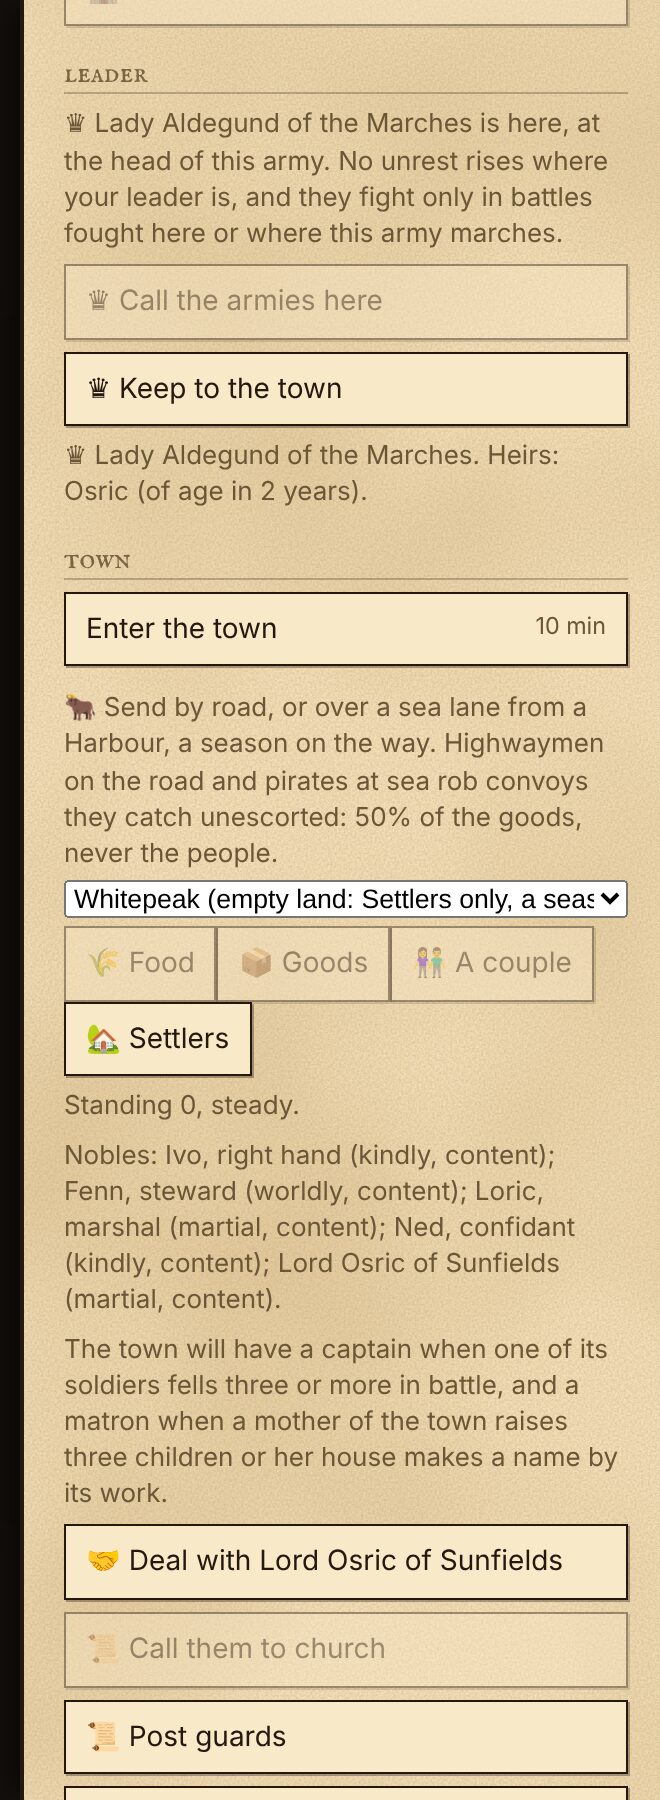 LEADER
♛ Lady Aldegund of the Marches is here, at
the head of this army. No unrest rises where
your leader is, and they fight only in battles
fought here or where this army marches.
♛ Call the armies here
♛ Keep to the town
♛ Lady Aldegund of the Marches. Heirs:
Osric (of age in 2 years).
TOWN
Enter the town 10 min
🐂 Send by road, or over a sea lane from a
Harbour, a season on the way. Highwaymen
on the road and pirates at sea rob convoys
they catch unescorted: 50% of the goods,
never the people.
Whitepeak (empty land: Settlers only, a seas
🌾 Food 📦 Goods 👫 A couple
🏡 Settlers
Standing 0, steady.
Nobles: Ivo, right hand (kindly, content);
Fenn, steward (worldly, content); Loric,
marshal (martial, content); Ned, confidant
(kindly, content); Lord Osric of Sunfields
(martial, content).
The town will have a captain when one of its
soldiers fells three or more in battle, and a
matron when a mother of the town raises
three children or her house makes a name by
its work.
🤝 Deal with Lord Osric of Sunfields
📜 Call them to church
📜 Post guards